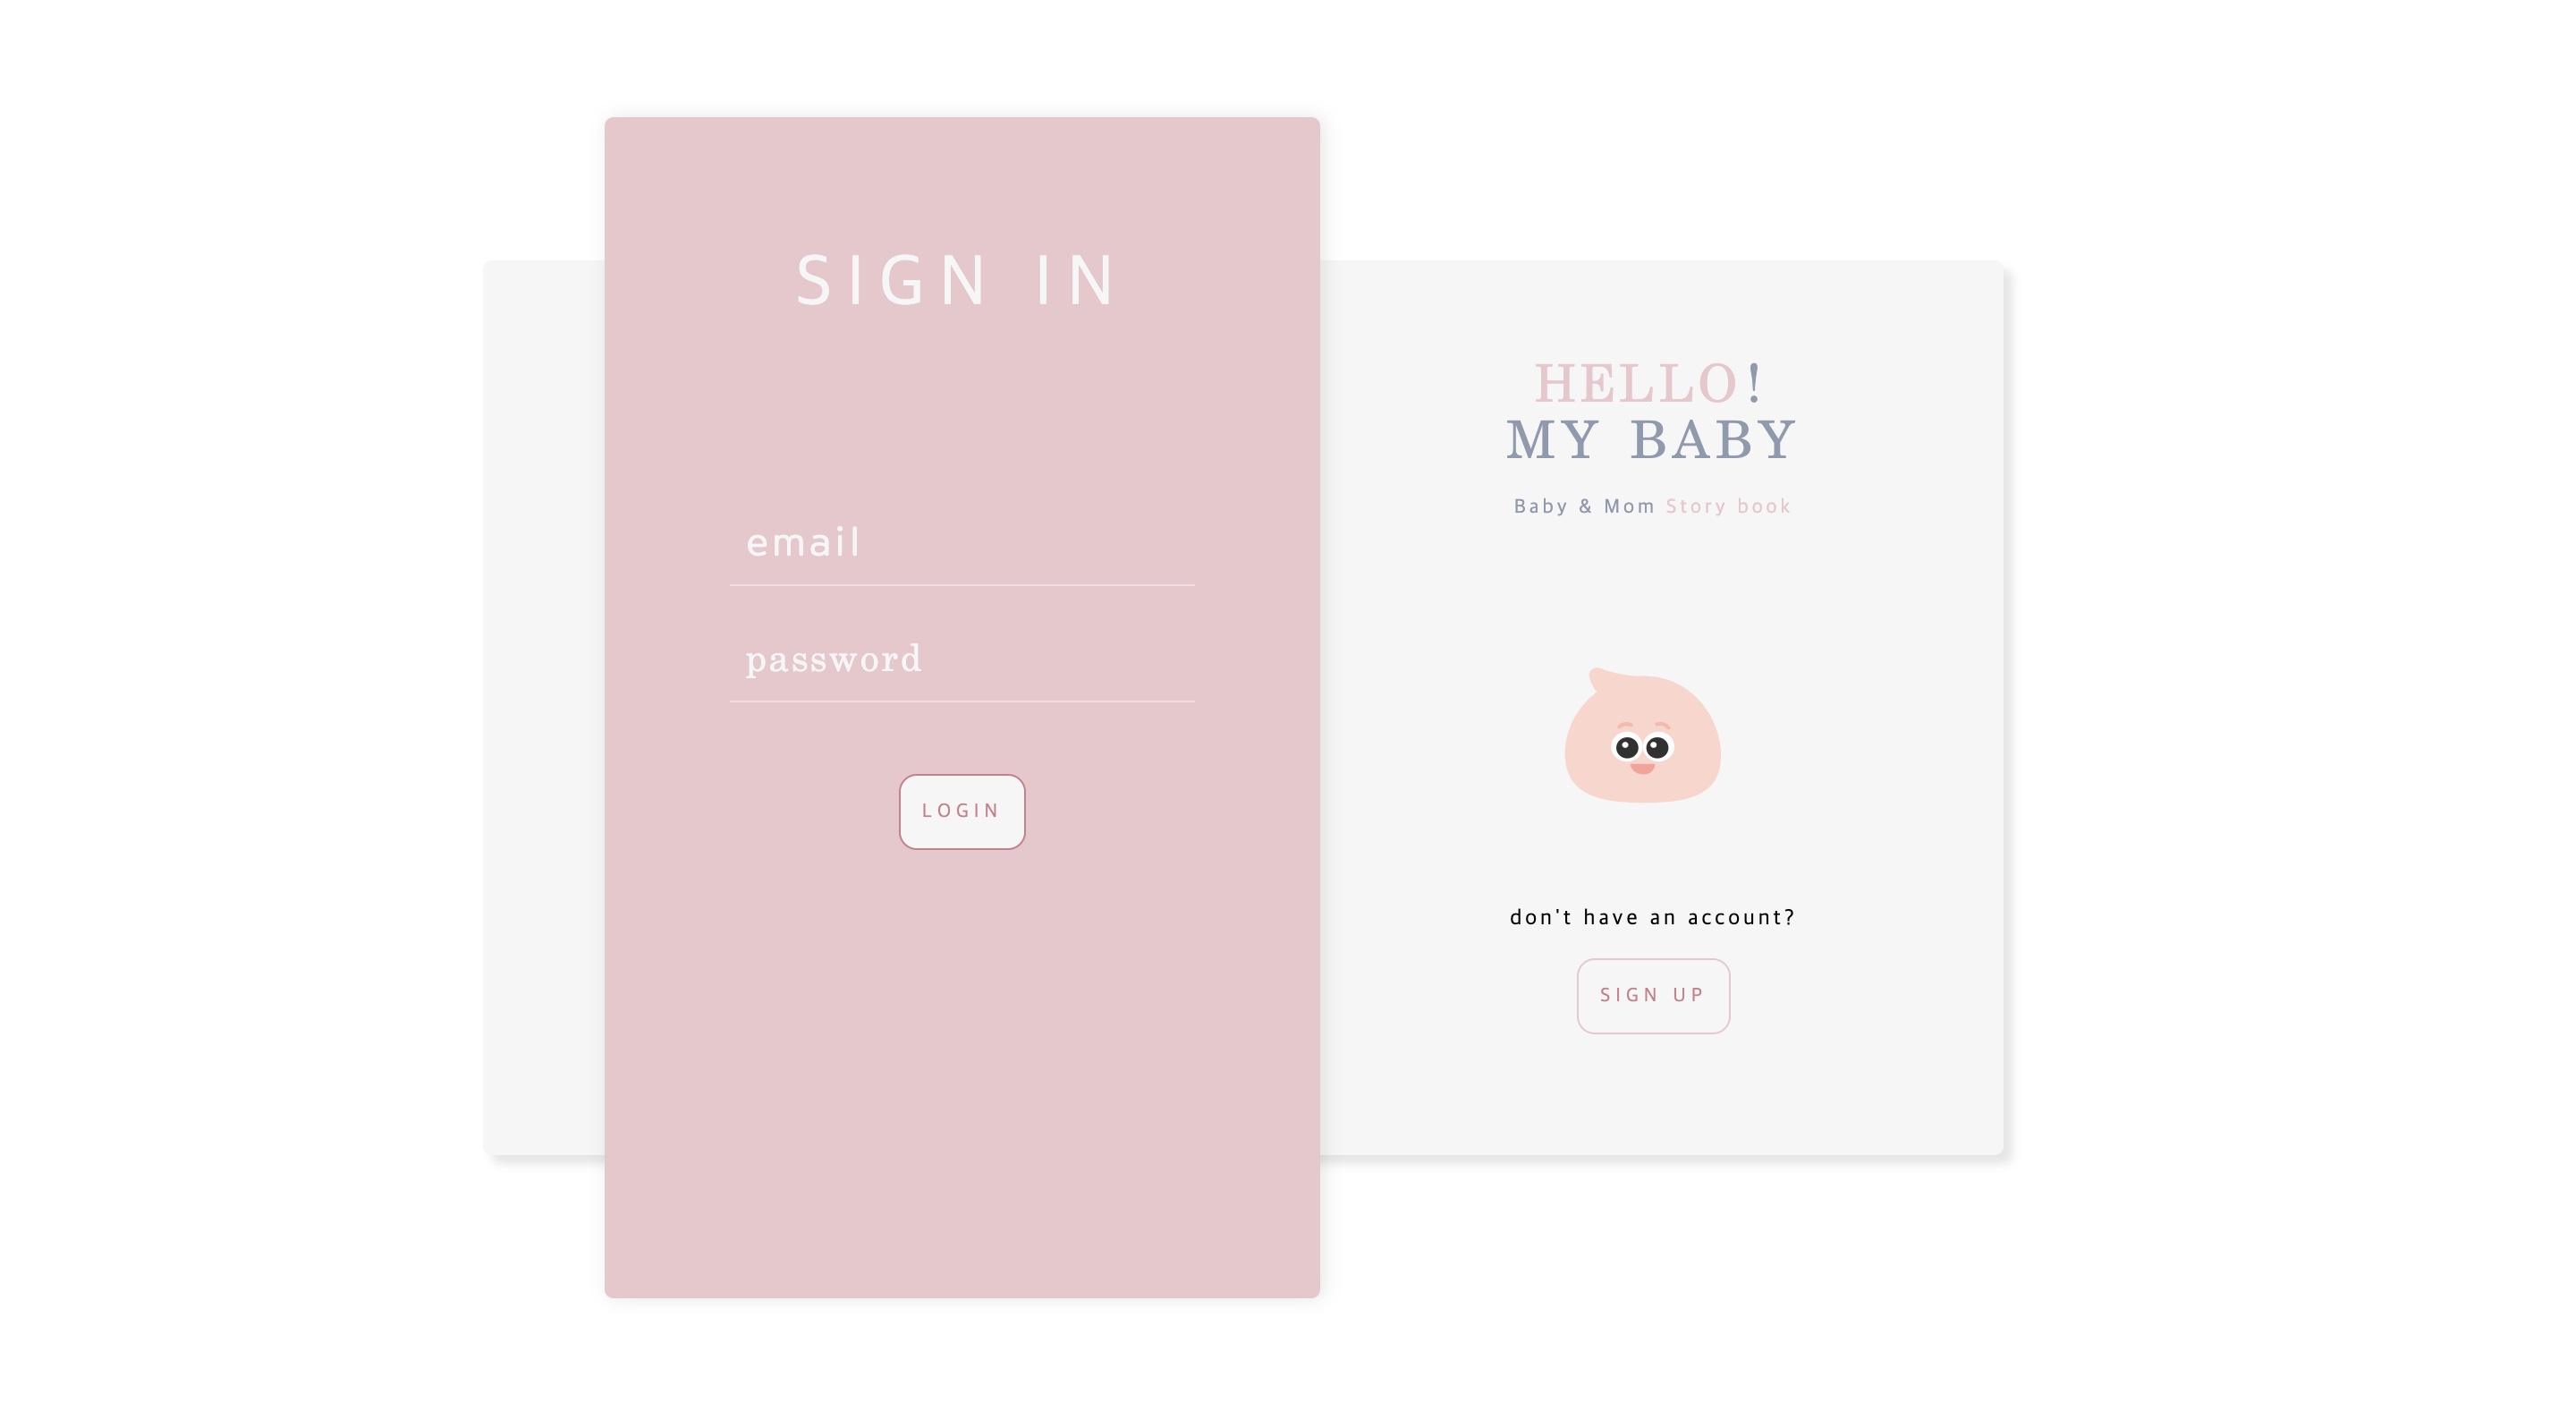 SIGN IN
email
password
LOGIN
HELLO!
MY BABY
Baby & Mom Story book
don't have an account?
SIGN UP